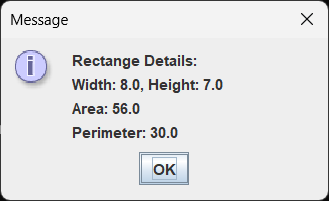 Message
Rectange Details:
Width: 8.0, Height: 7.0
Area: 56.0
Perimeter: 30.0
OK